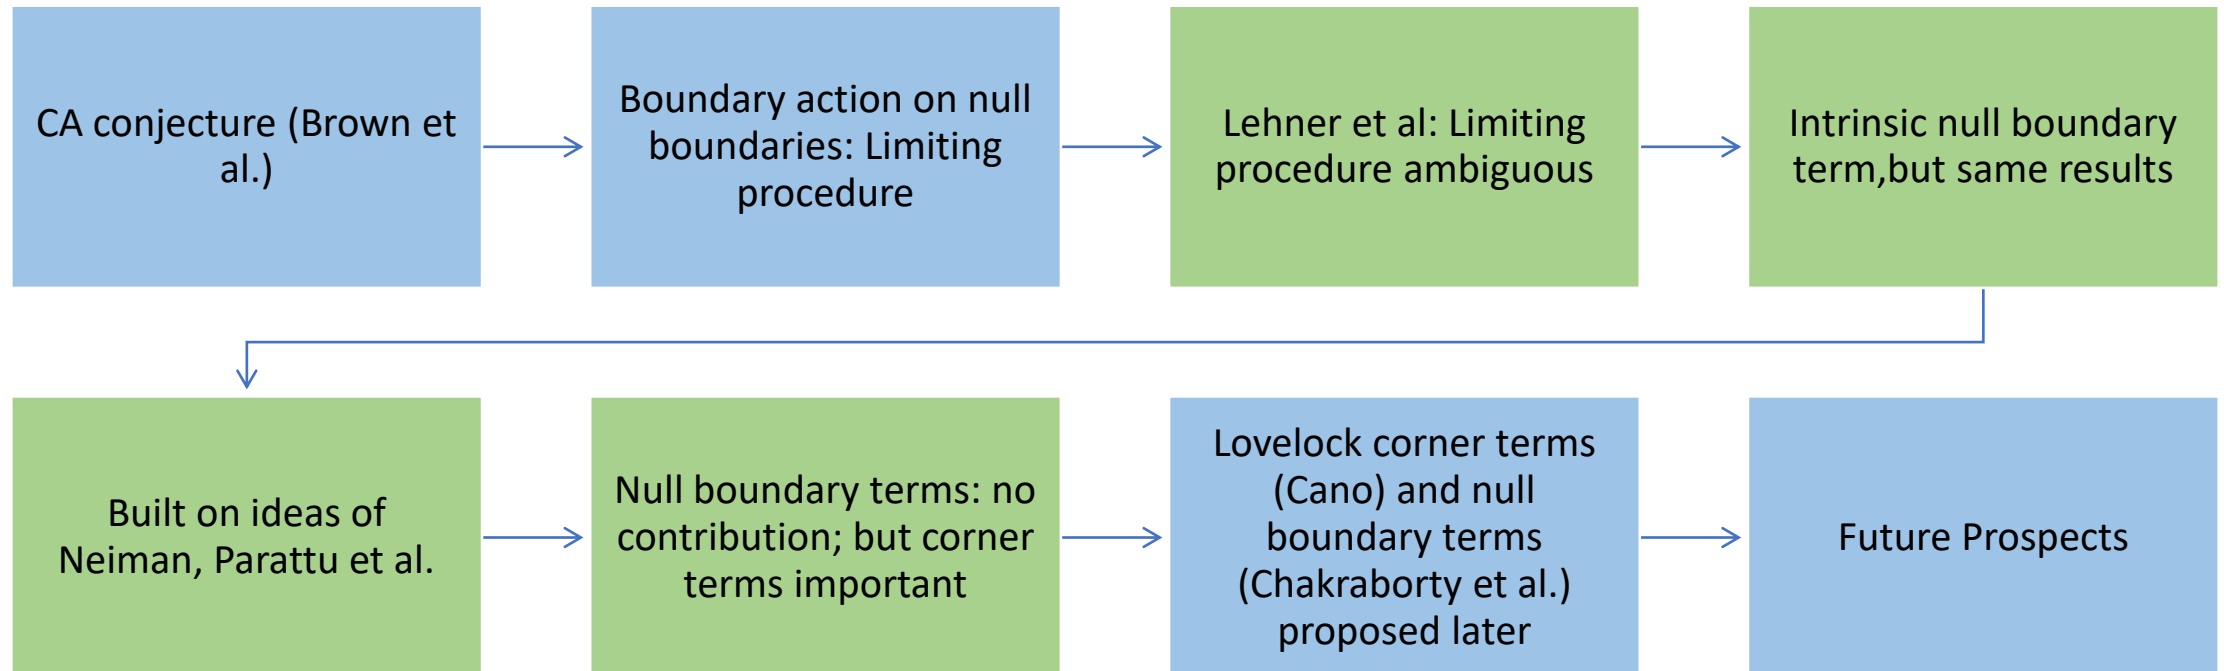 CA conjecture (Brown et
al.)
Boundary action on null
boundaries: Limiting
procedure
Lehner et al: Limiting
procedure ambiguous
Intrinsic null boundary
term,but same results
Built on ideas of
Neiman, Parattu et al.
Null boundary terms: no
contribution; but corner
terms important
Lovelock corner terms
(Cano) and null
boundary terms
(Chakraborty et al.)
proposed later
Future Prospects